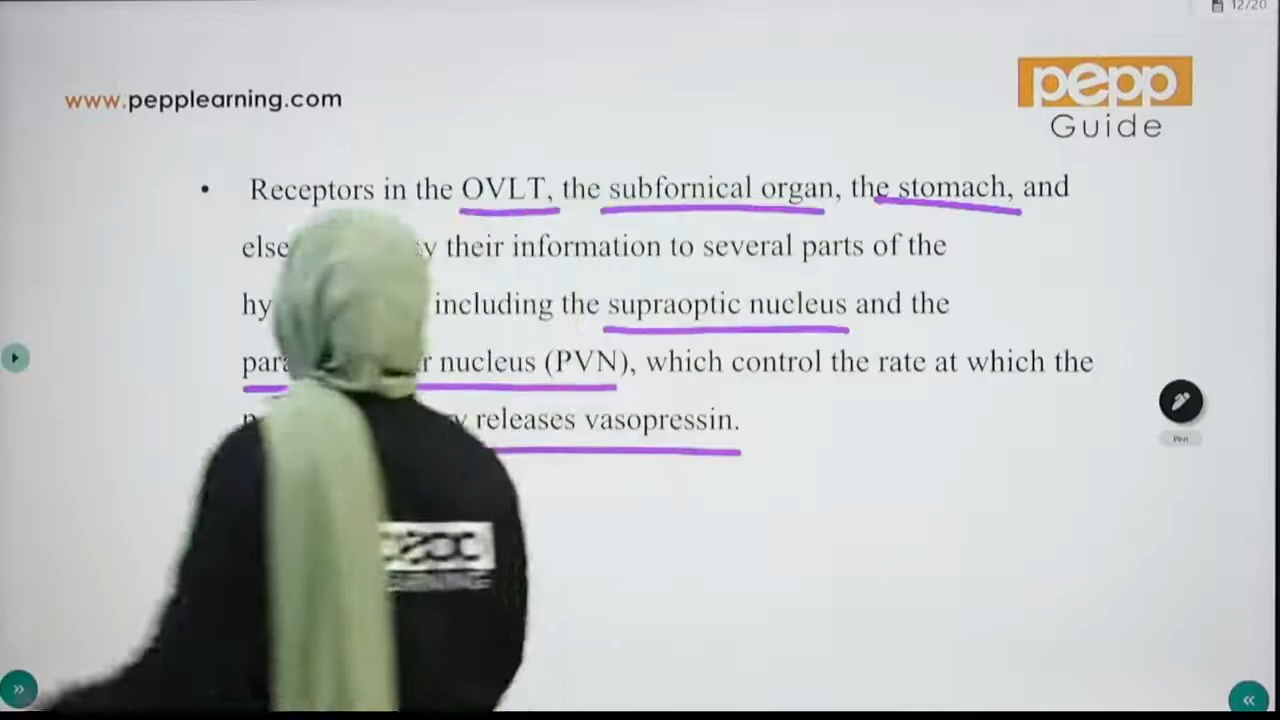 12/20
www.pepplearning.com
pepp
Guide
• Receptors in the OVLT, the subfornical organ, the stomach, and
else y their information to several parts of the
hy including the supraoptic nucleus and the
para r nucleus (PVN), which control the rate at which the
releases vasopressin.
Pen